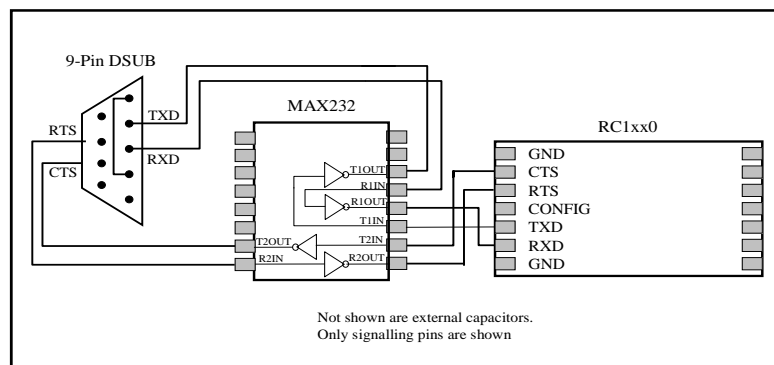 9-Pin DSUB
TXD
RTS
RXD
CTS
MAX232
T1OUT
R1IN
R1OUT
T1IN
T2OUT
T2IN
R2IN
R2OUT
RC1xx0
GND
CTS
RTS
CONFIG
TXD
RXD
GND
Not shown are external capacitors.
Only signalling pins are shown